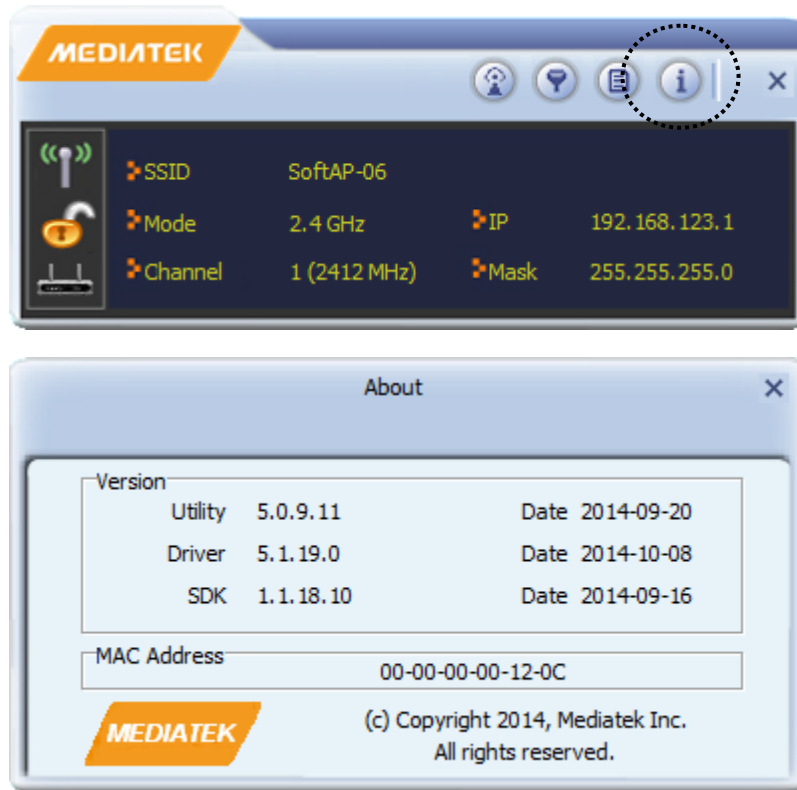 MEDIATEK
SSID SoftAP-06
Mode 2.4 GHz IP 192.168.123.1
Channel 1 (2412 MHz) Mask 255.255.255.0
About
Version
Utility 5.0.9.11 Date 2014-09-20
Driver 5.1.19.0 Date 2014-10-08
SDK 1.1.18.10 Date 2014-09-16
MAC Address
00-00-00-00-12-0C
MEDIATEK
(c) Copyright 2014, Mediatek Inc.
All rights reserved.